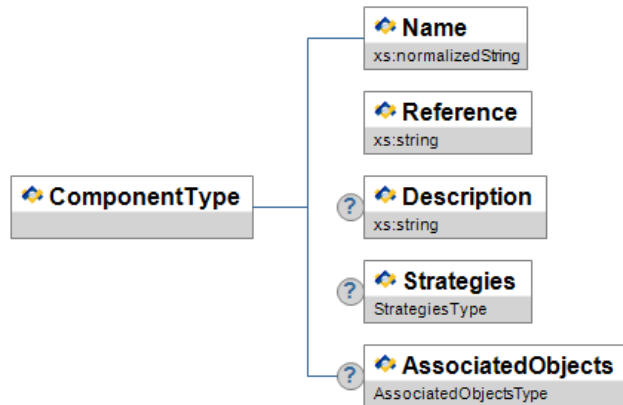 Name
xs:normalizedString
Reference
xs:string
ComponentType
? Description
xs:string
? Strategies
StrategiesType
? AssociatedObjects
AssociatedObjectsType